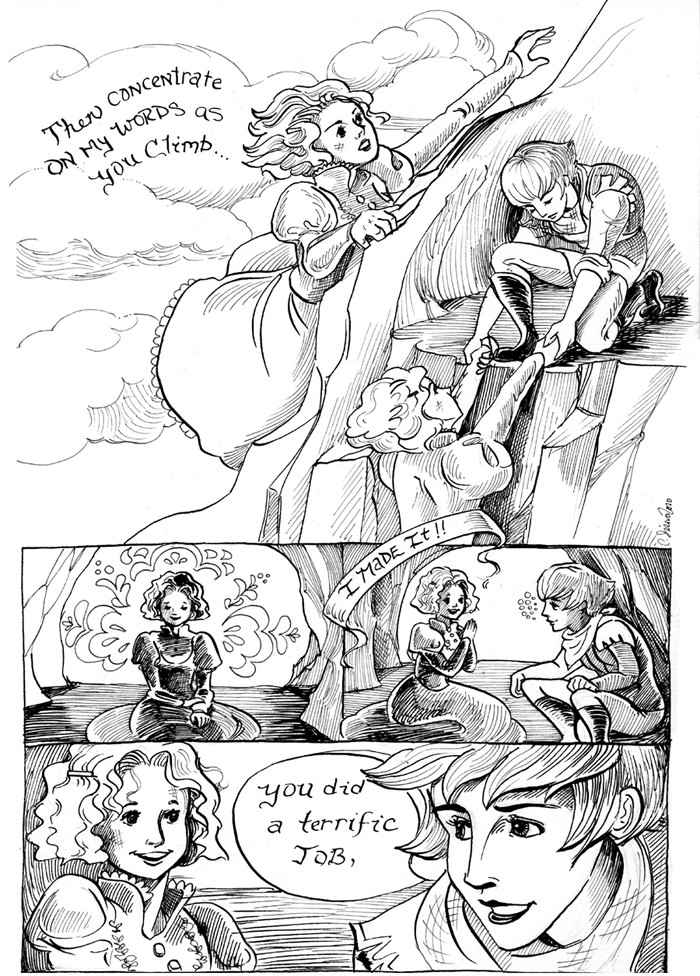 Then CONCENTRATE
ON MY WORDS AS
you Climb...
I MADE It!!
you did
a terrific
JOB,